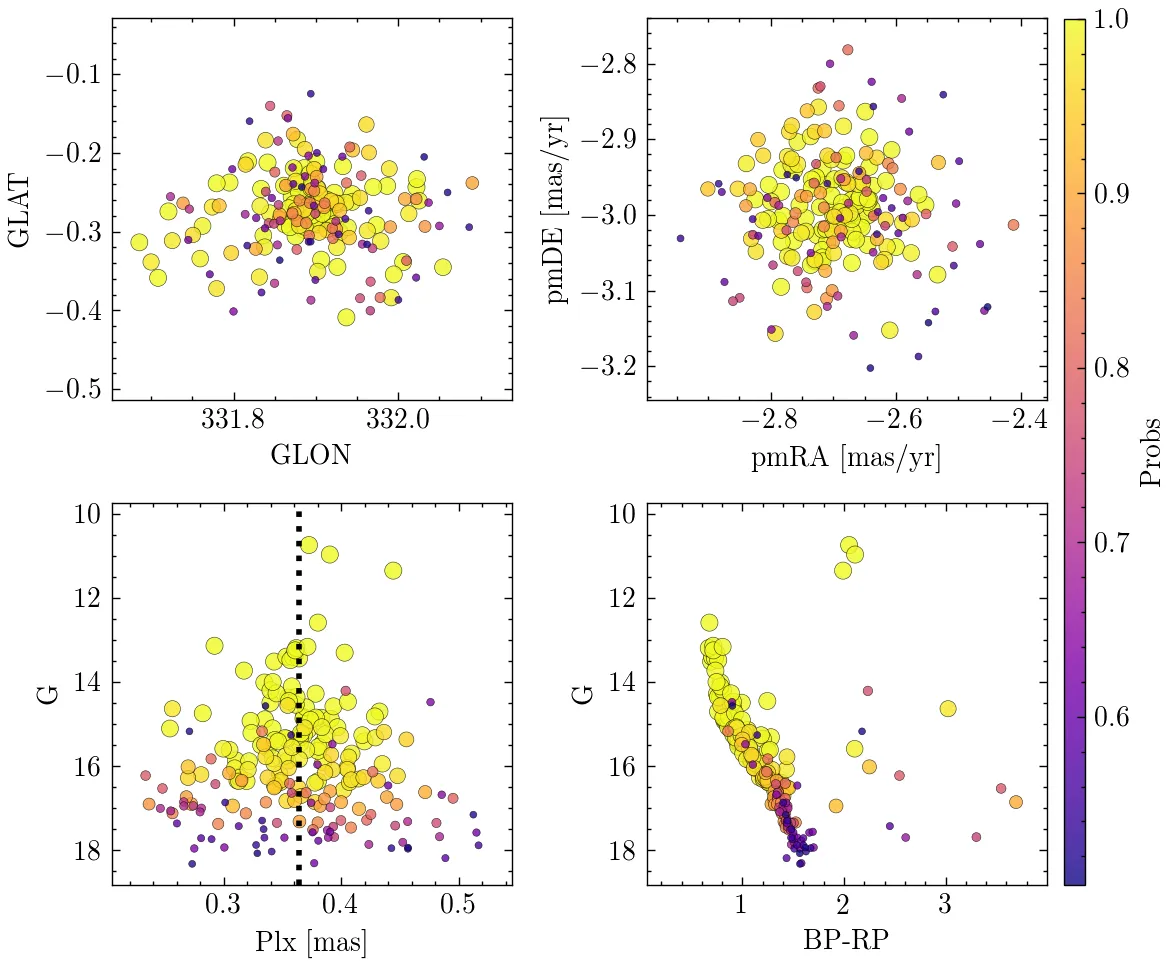 −0.1
−0.2
−0.3
−0.4
−0.5
GLAT
331.8 332.0
GLON
−2.8
−2.9
−3.0
−3.1
−3.2
pmDE [mas/yr]
−2.8 −2.6 −2.4
pmRA [mas/yr]
10
12
14
16
18
G
0.3 0.4 0.5
Plx [mas]
10
12
14
16
18
G
1 2 3
BP-RP
1.0
0.9
0.8
0.7
0.6
Probs